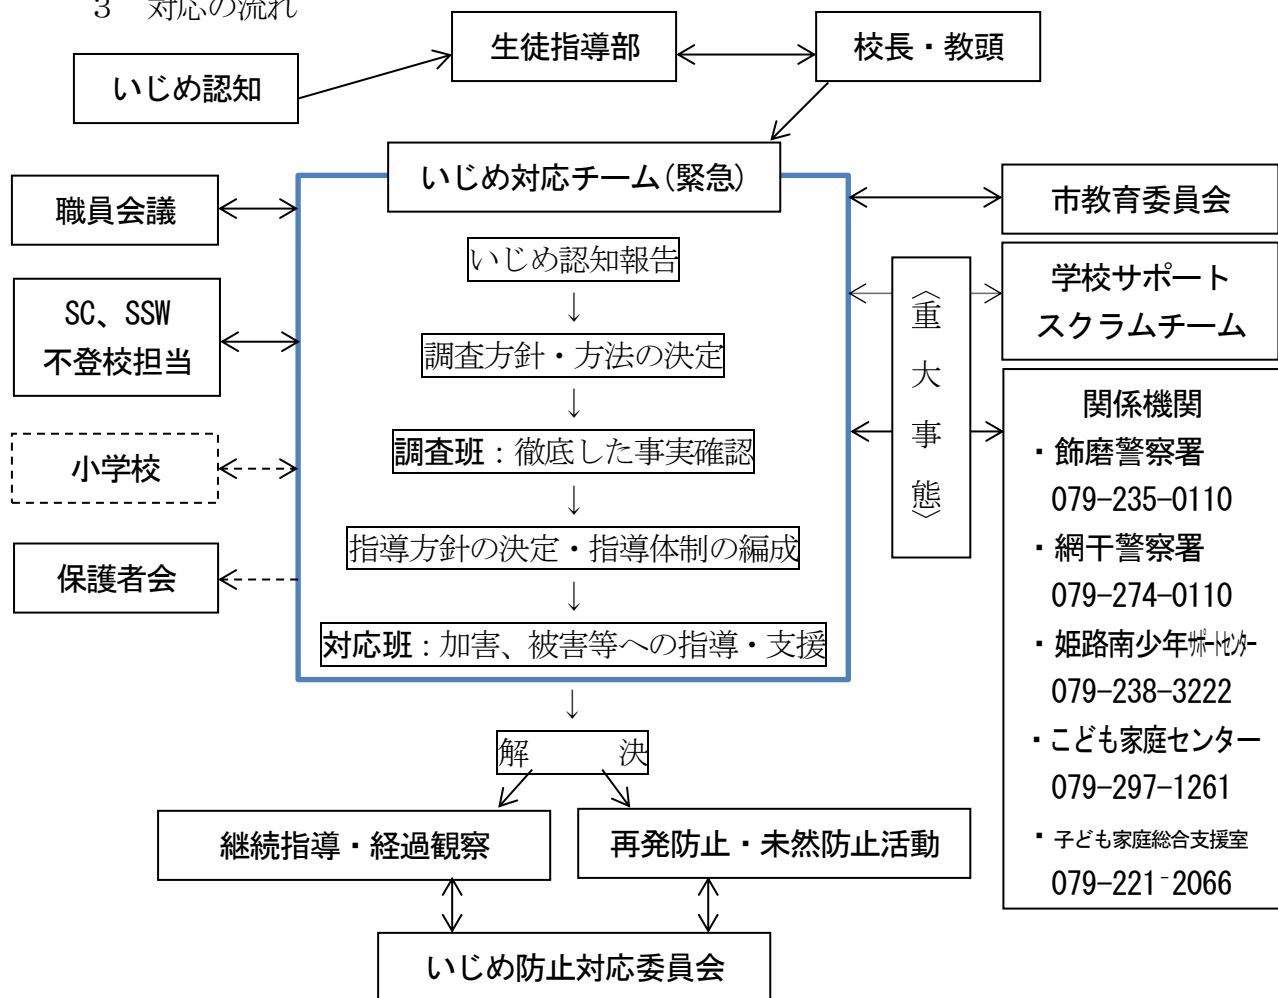 ３　対応の流れ
生徒指導部
校長・教頭
いじめ認知
いじめ対応チーム(緊急)
職員会議
SC、SSW
不登校担当
小学校
保護者会
いじめ認知報告
↓
調査方針・方法の決定
↓
調査班：徹底した事実確認
↓
指導方針の決定・指導体制の編成
↓
対応班：加害、被害等への指導・支援
↓
解　　　決
継続指導・経過観察
再発防止・未然防止活動
いじめ防止対応委員会
〈重大事態〉
市教育委員会
学校サポート
スクラムチーム
関係機関
・飾磨警察署
079-235-0110
・網干警察署
079-274-0110
・姫路南少年ｻﾎﾟｰﾄｾﾝﾀｰ
079-238-3222
・こども家庭センター
079-297-1261
・子ども家庭総合支援室
079-221-2066